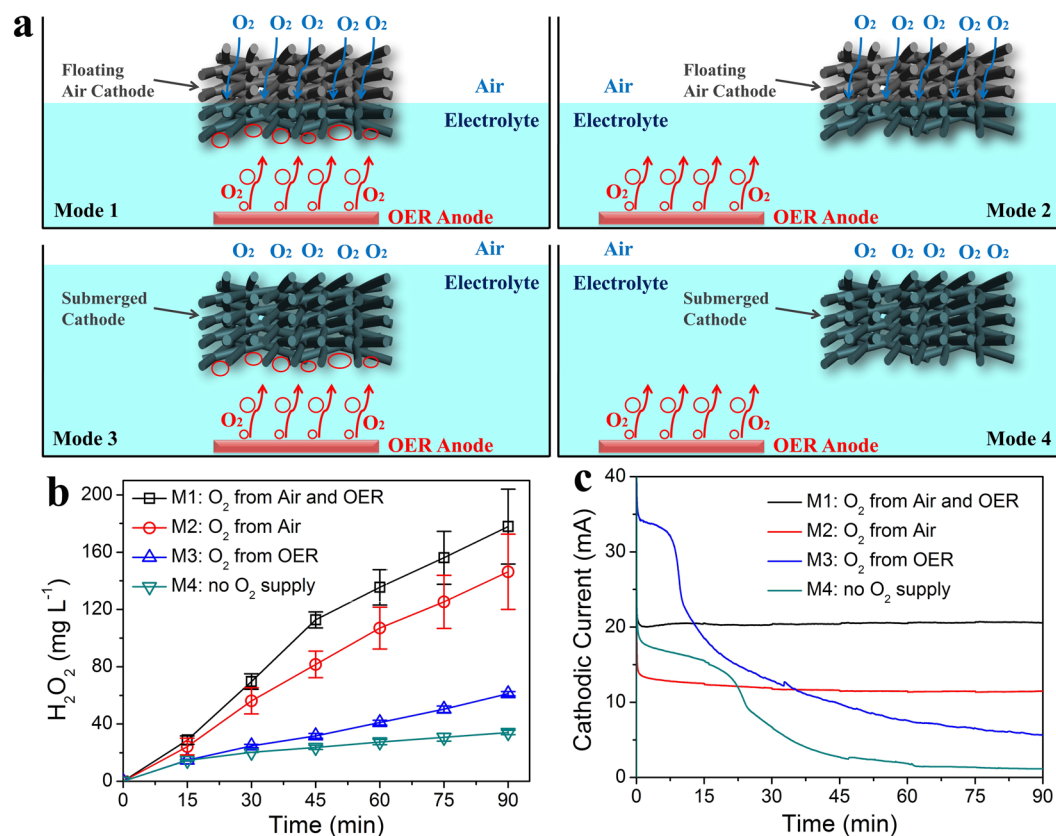 a
O₂ O₂ O₂ O₂ O₂
Floating
Air Cathode
Air
Electrolyte
O₂ O₂
Mode 1
OER Anode
O₂ O₂ O₂ O₂ O₂
Floating
Air Cathode
Air
Electrolyte
O₂ O₂
OER Anode
Mode 2
O₂ O₂ O₂ O₂ O₂
Air
Electrolyte
Submerged
Cathode
O₂ O₂
Mode 3
OER Anode
O₂ O₂ O₂ O₂ O₂
Air
Electrolyte
Submerged
Cathode
O₂ O₂
OER Anode
Mode 4
b
M1: O₂ from Air and OER
M2: O₂ from Air
M3: O₂ from OER
M4: no O₂ supply
H₂O₂ (mg L⁻¹)
200
160
120
80
40
0
0 15 30 45 60 75 90
Time (min)
c
M1: O₂ from Air and OER
M2: O₂ from Air
M3: O₂ from OER
M4: no O₂ supply
Cathodic Current (mA)
40
30
20
10
0
0 15 30 45 60 75 90
Time (min)